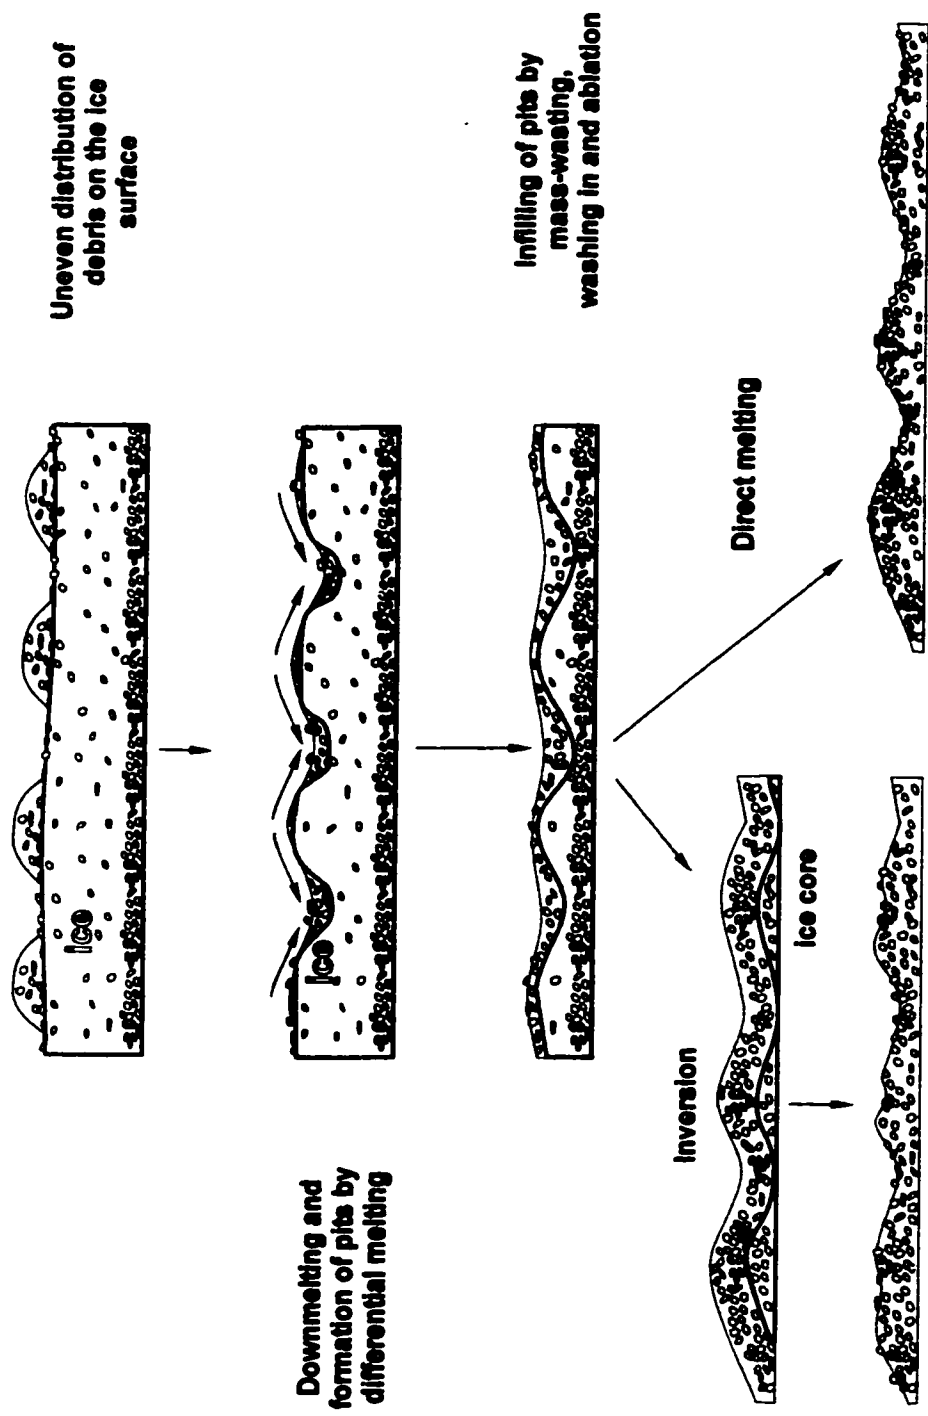 Uneven distribution of
debris on the ice
surface
ice
Downmelting and
formation of pits by
differential melting
ice
Infilling of pits by
mass-wasting,
washing in and ablation
Inversion
Direct melting
ice core